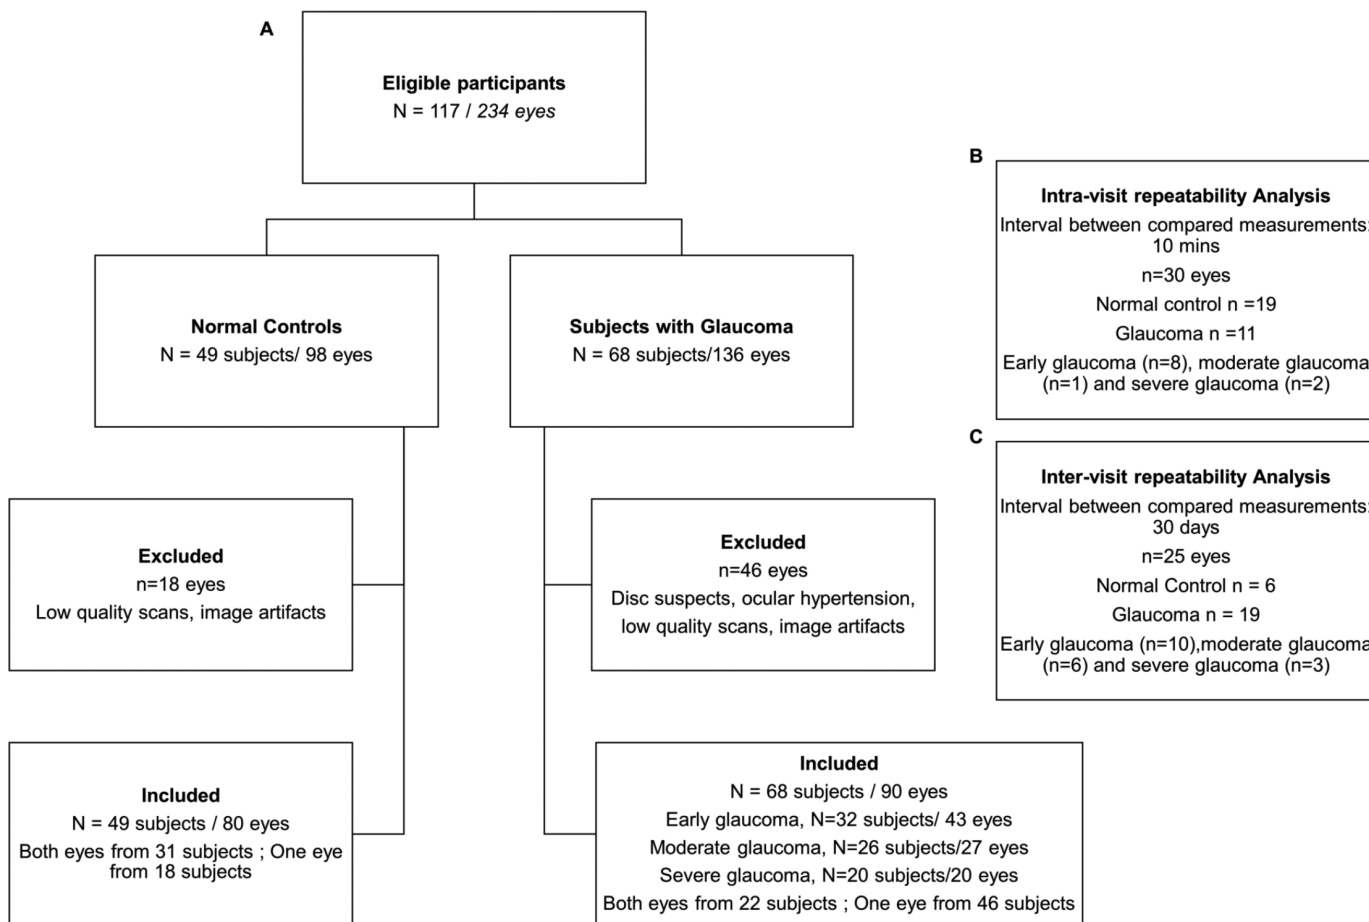 A
Eligible participants
N = 117 / 234 eyes
Normal Controls
N = 49 subjects/ 98 eyes
Subjects with Glaucoma
N = 68 subjects/136 eyes
Excluded
n=18 eyes
Low quality scans, image artifacts
Excluded
n=46 eyes
Disc suspects, ocular hypertension,
low quality scans, image artifacts
Included
N = 49 subjects / 80 eyes
Both eyes from 31 subjects ; One eye
from 18 subjects
Included
N = 68 subjects / 90 eyes
Early glaucoma, N=32 subjects/ 43 eyes
Moderate glaucoma, N=26 subjects/27 eyes
Severe glaucoma, N=20 subjects/20 eyes
Both eyes from 22 subjects ; One eye from 46 subjects
B
Intra-visit repeatability Analysis
Interval between compared measurements:
10 mins
n=30 eyes
Normal control n =19
Glaucoma n =11
Early glaucoma (n=8), moderate glaucoma
(n=1) and severe glaucoma (n=2)
C
Inter-visit repeatability Analysis
Interval between compared measurements:
30 days
n=25 eyes
Normal Control n = 6
Glaucoma n = 19
Early glaucoma (n=10),moderate glaucoma
(n=6) and severe glaucoma (n=3)